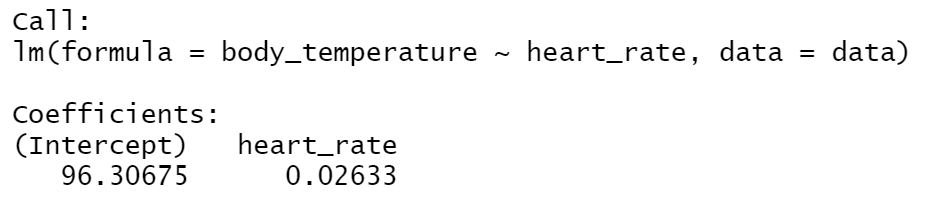 Call:
lm(formula = body_temperature ~ heart_rate, data = data)
Coefficients:
(Intercept) heart_rate
96.30675 0.02633